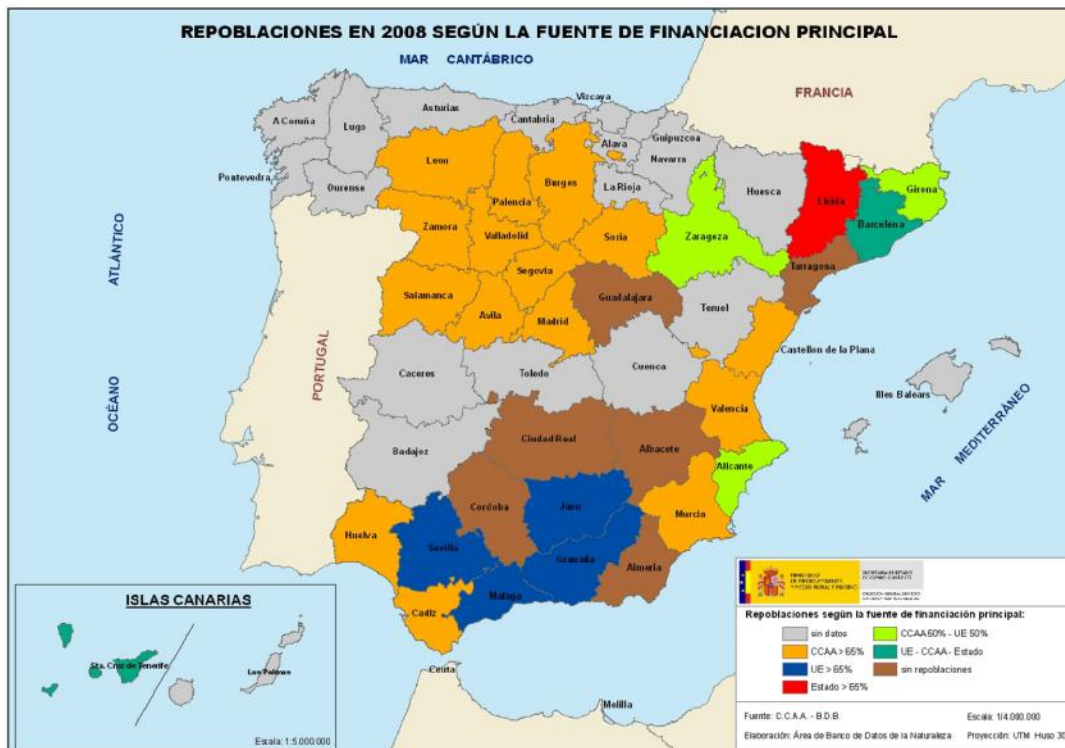 REPOBLACIONES EN 2008 SEGÚN LA FUENTE DE FINANCIACION PRINCIPAL
MAR CANTÁBRICO
FRANCIA
A Coruña
Lugo
Asturias
Cantabria
Vizcaya
Guipuzcoa
Alava
Navarra
Pontevedra
Ourense
Leon
Palencia
Burgos
La Rioja
Huesca
Lleida
Girona
Barcelona
Zamora
Valladolid
Soria
Zaragoza
Tarragona
Segovia
Salamanca
Avila
Madrid
Guadalajara
Teruel
Castellon de la Plana
ATLÁNTICO
OCÉANO
PORTUGAL
Caceres
Toledo
Cuenca
Valencia
Illes Balears
MAR MEDITERRÁNEO
Badajoz
Ciudad Real
Albacete
Alicante
Cordoba
Jaen
Murcia
Huelva
Sevilla
Granada
Almeria
Malaga
Cadiz
Ceuta
Melilla
ISLAS CANARIAS
Sta. Cruz de Tenerife
Las Palmas
Escala: 1:5.000.000
Repoblaciones según la fuente de financiación principal:
sin datos
CCAA > 65%
UE > 65%
Estado > 65%
CCAA 50% - UE 50%
UE - CCAA - Estado
sin repoblaciones
Fuente: C.C.A.A. - B.D.B. Escala: 1/4.000.000
Elaboración: Área de Banco de Datos de la Naturaleza Proyección: UTM Huso 30